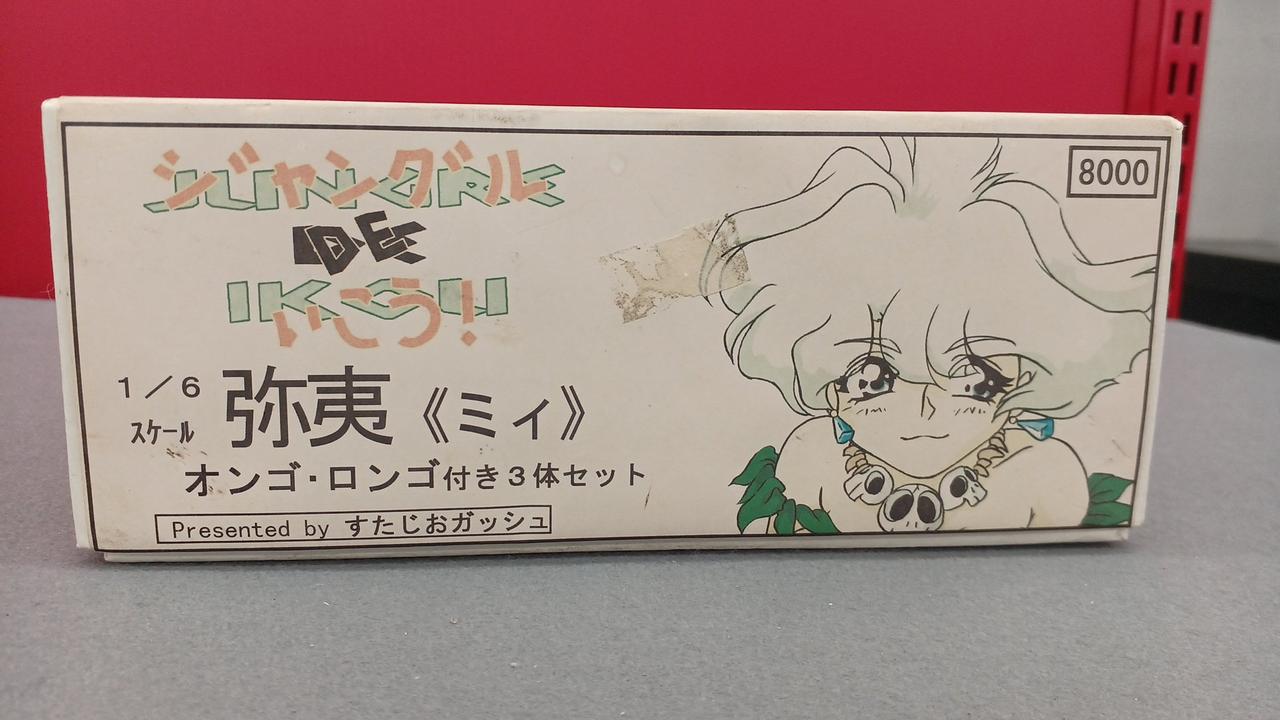 ジャングル
JUNGRE
DE
IKOU
いこう!
8000
1/6
スケール
弥夷《ミィ》
オンゴ・ロンゴ付き3体セット
Presented by すたじおガッシュ